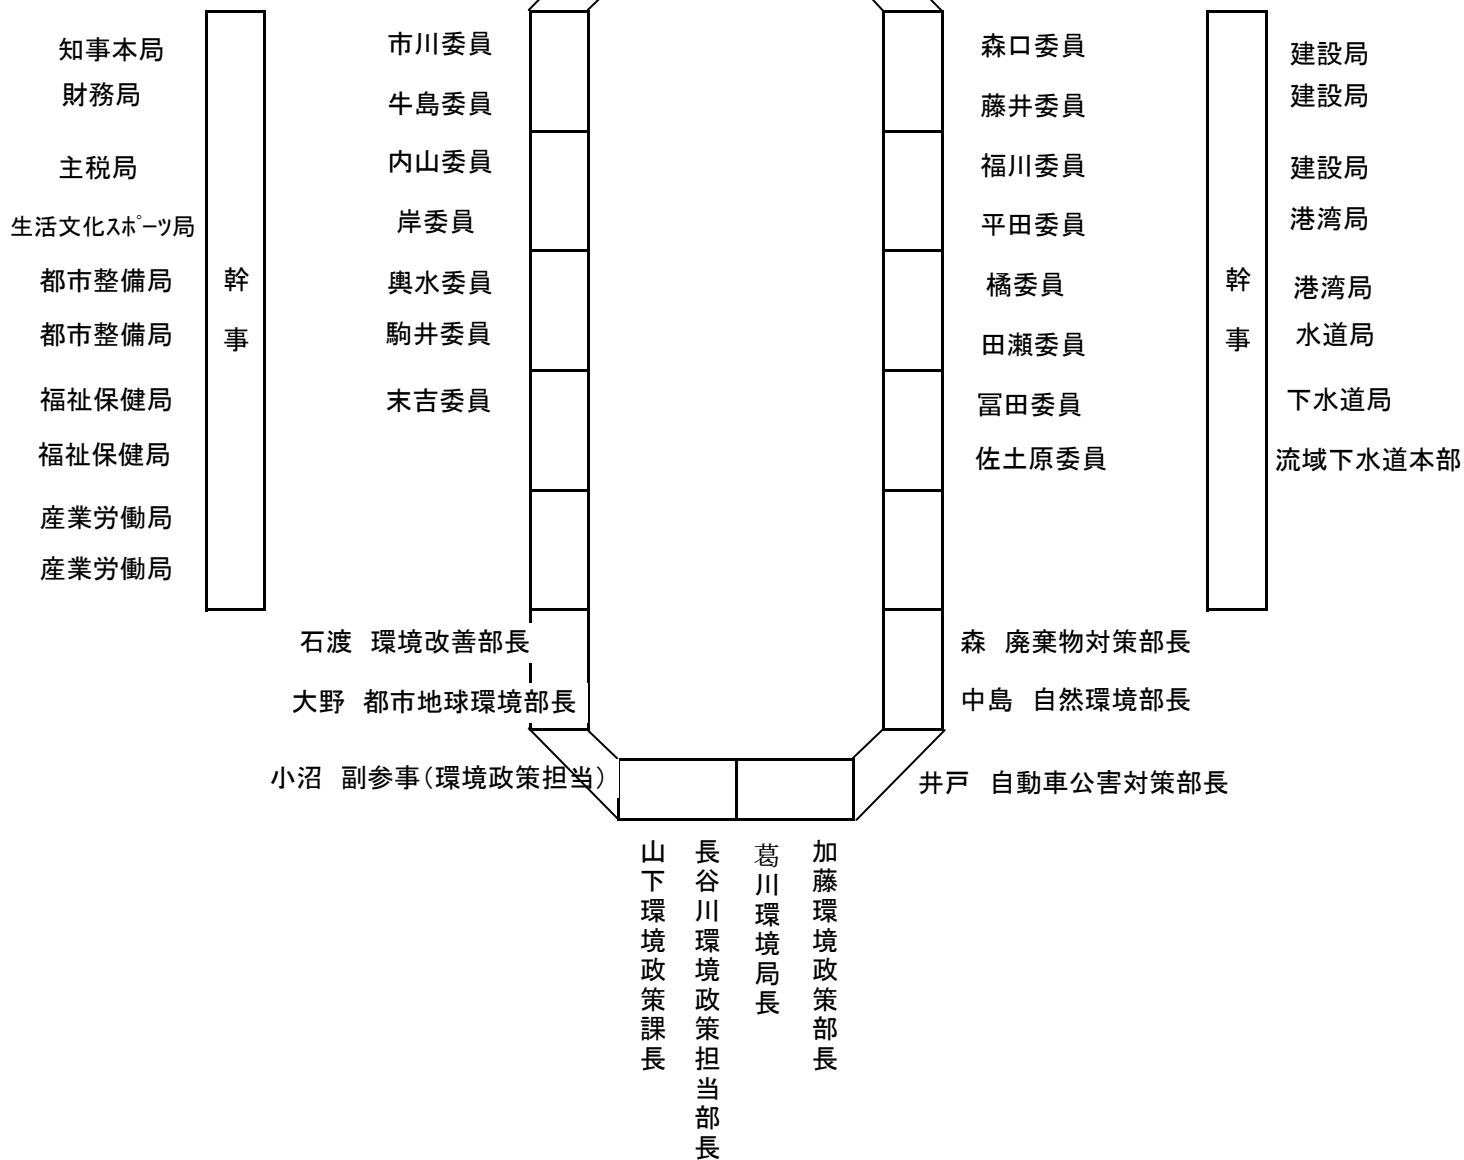 知事本局
財務局
主税局
生活文化ｽﾎﾟｰﾂ局
都市整備局
都市整備局
福祉保健局
福祉保健局
産業労働局
産業労働局
幹事
市川委員
牛島委員
内山委員
岸委員
輿水委員
駒井委員
末吉委員
石渡　環境改善部長
大野　都市地球環境部長
小沼　副参事（環境政策担当）
森口委員
藤井委員
福川委員
平田委員
橘委員
田瀬委員
冨田委員
佐土原委員
森　廃棄物対策部長
中島　自然環境部長
井戸　自動車公害対策部長
幹事
建設局
建設局
建設局
港湾局
港湾局
水道局
下水道局
流域下水道本部
山下環境政策課長
長谷川環境政策担当部長
葛川環境局長
加藤環境政策部長